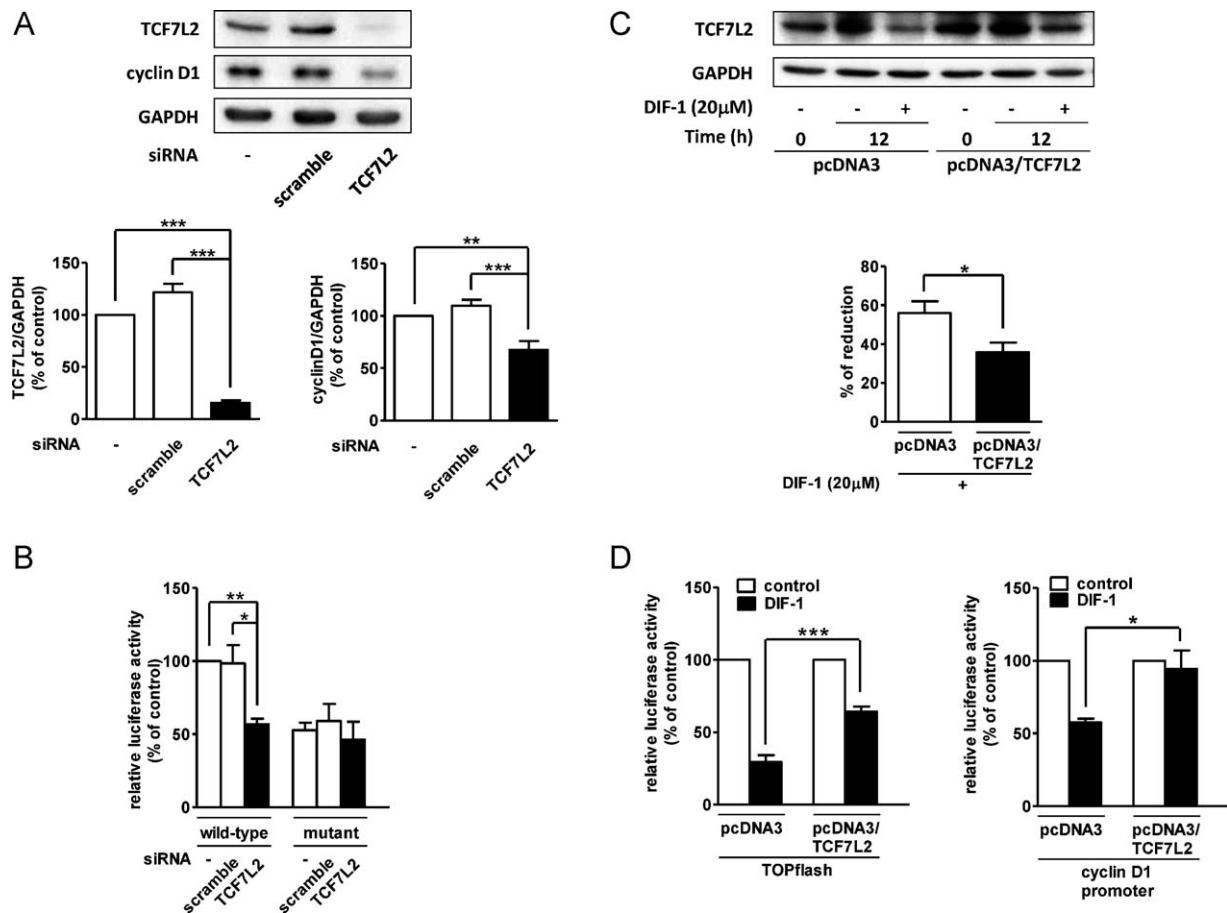 A
TCF7L2
cyclin D1
GAPDH
siRNA
-
scramble
TCF7L2
***
***
150
100
50
0
TCF7L2/GAPDH
(% of control)
siRNA
-
scramble
TCF7L2
**
***
150
100
50
0
cyclinD1/GAPDH
(% of control)
siRNA
-
scramble
TCF7L2
B
**
*
150
100
50
0
relative luciferase activity
(% of control)
wild-type mutant
siRNA
-
scramble
TCF7L2
-
scramble
TCF7L2
C
TCF7L2
GAPDH
DIF-1 (20μM) - - + - - +
Time (h) 0 12 0 12
pcDNA3 pcDNA3/TCF7L2
*
80
60
40
20
0
% of reduction
pcDNA3 pcDNA3/
TCF7L2
DIF-1 (20μM) +
D
control
DIF-1
***
150
100
50
0
relative luciferase activity
(% of control)
pcDNA3 pcDNA3/
TCF7L2
TOPflash
control
DIF-1
*
150
100
50
0
relative luciferase activity
(% of control)
pcDNA3 pcDNA3/
TCF7L2
cyclin D1
promoter